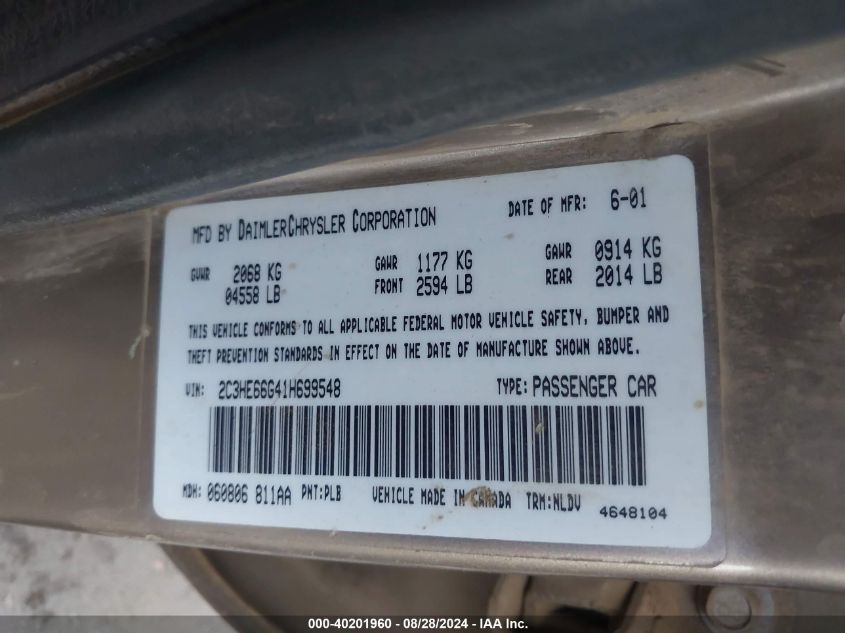 MFD BY DAIMLERCHRYSLER CORPORATION DATE OF MFR: 6-01
GVWR 2068 KG GAWR 1177 KG GAWR 0914 KG
04558 LB FRONT 2594 LB REAR 2014 LB
THIS VEHICLE CONFORMS TO ALL APPLICABLE FEDERAL MOTOR VEHICLE SAFETY, BUMPER AND
THEFT PREVENTION STANDARDS IN EFFECT ON THE DATE OF MANUFACTURE SHOWN ABOVE.
VIN: 2C3HE66G41H699548 TYPE: PASSENGER CAR
MDH: 060806 811AA PNT:PLB VEHICLE MADE IN CANADA TRM:NLDV 4648104
000-40201960 - 08/28/2024 - IAA Inc.